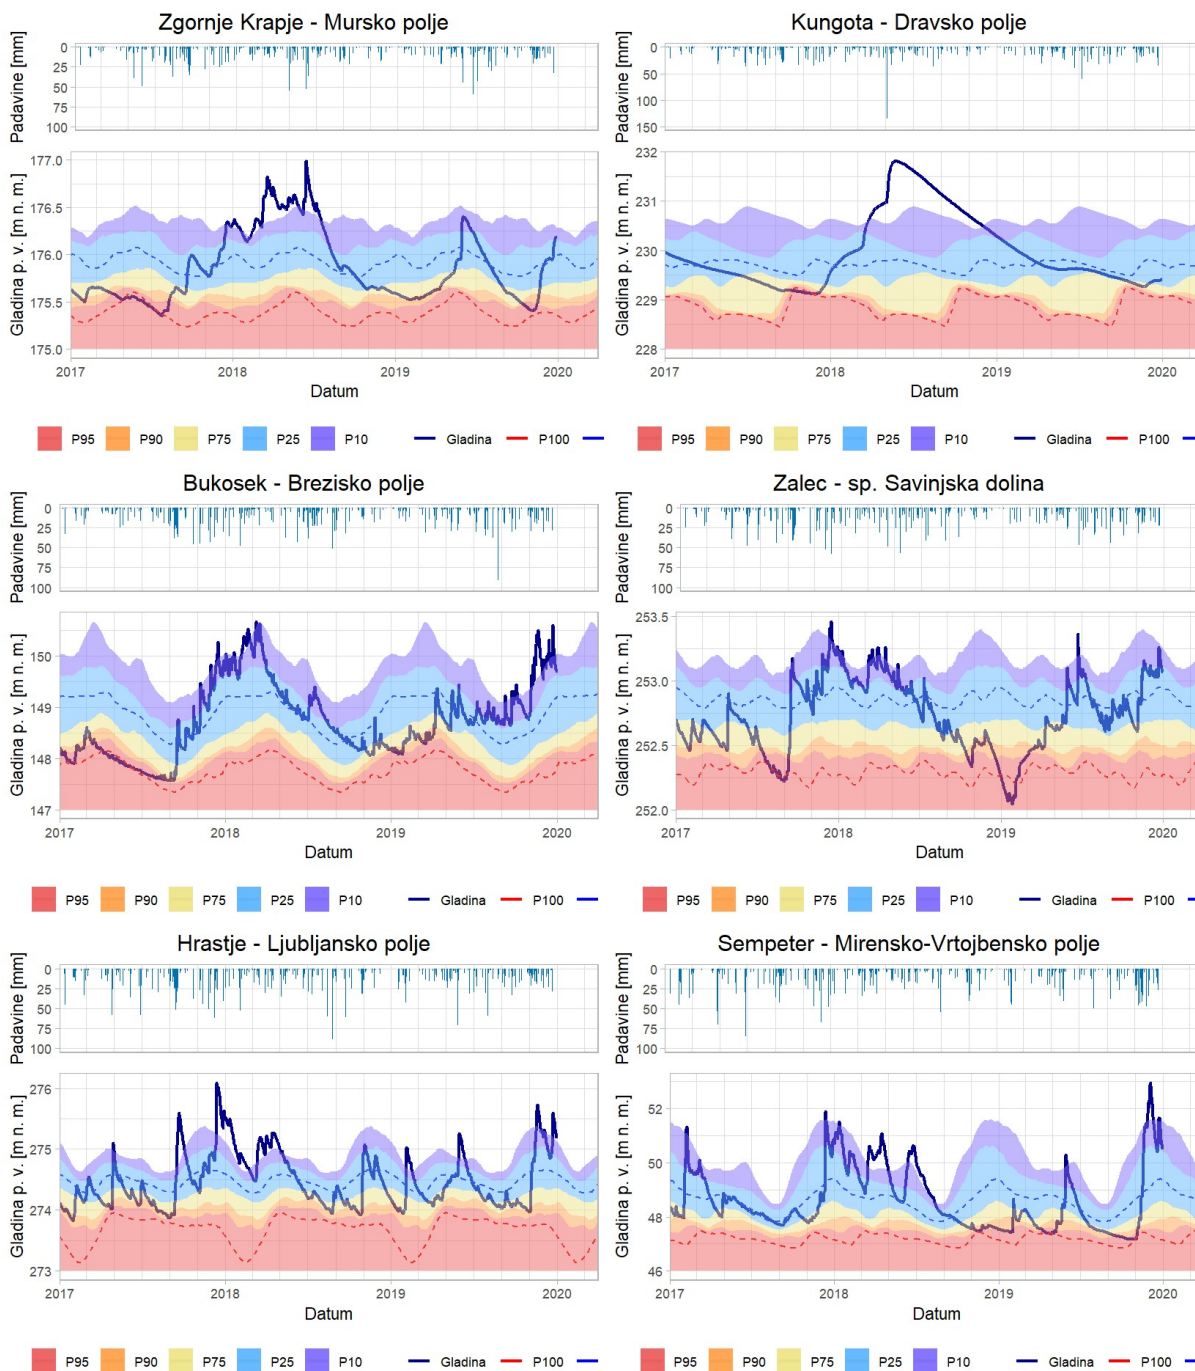 Zgornje Krapje - Mursko polje
Padavine [mm]
0
25
50
75
100
Gladina p. v. [m n. m.]
177.0
176.5
176.0
175.5
175.0
2017
2018
2019
2020
Datum
P95
P90
P75
P25
P10
Gladina
P100
Kungota - Dravsko polje
Padavine [mm]
0
50
100
150
Gladina p. v. [m n. m.]
232
231
230
229
228
2017
2018
2019
2020
Datum
P95
P90
P75
P25
P10
Gladina
P100
Bukosek - Brezisko polje
Padavine [mm]
0
25
50
75
100
Gladina p. v. [m n. m.]
150
149
148
147
2017
2018
2019
2020
Datum
P95
P90
P75
P25
P10
Gladina
P100
Zalec - sp. Savinjska dolina
Padavine [mm]
0
25
50
75
100
Gladina p. v. [m n. m.]
253.5
253.0
252.5
252.0
2017
2018
2019
2020
Datum
P95
P90
P75
P25
P10
Gladina
P100
Hrastje - Ljubljansko polje
Padavine [mm]
0
25
50
75
100
Gladina p. v. [m n. m.]
276
275
274
273
2017
2018
2019
2020
Datum
P95
P90
P75
P25
P10
Gladina
P100
Sempeter - Mirensko-Vrtojbensko polje
Padavine [mm]
0
25
50
75
100
Gladina p. v. [m n. m.]
52
50
48
46
2017
2018
2019
2020
Datum
P95
P90
P75
P25
P10
Gladina
P100